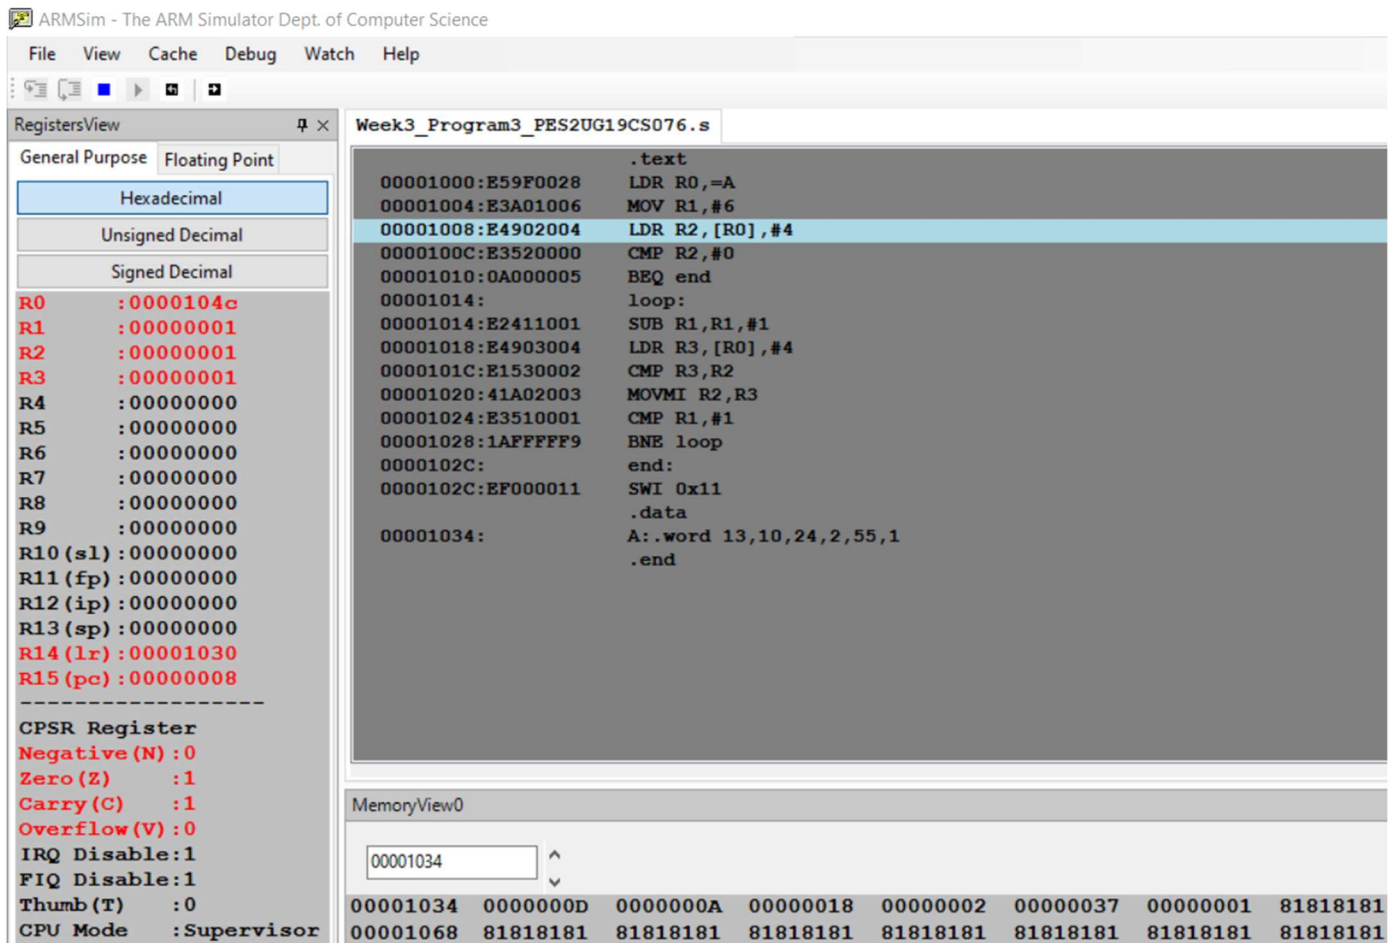 ARMSim - The ARM Simulator Dept. of Computer Science
File View Cache Debug Watch Help
RegistersView
General Purpose Floating Point
Hexadecimal
Unsigned Decimal
Signed Decimal
R0 :0000104c
R1 :00000001
R2 :00000001
R3 :00000001
R4 :00000000
R5 :00000000
R6 :00000000
R7 :00000000
R8 :00000000
R9 :00000000
R10(sl):00000000
R11(fp):00000000
R12(ip):00000000
R13(sp):00000000
R14(lr):00001030
R15(pc):00000008
-------------------
CPSR Register
Negative(N):0
Zero(Z) :1
Carry(C) :1
Overflow(V):0
IRQ Disable:1
FIQ Disable:1
Thumb(T) :0
CPU Mode :Supervisor
Week3_Program3_PES2UG19CS076.s
.text
00001000:E59F0028 LDR R0,=A
00001004:E3A01006 MOV R1,#6
00001008:E4902004 LDR R2,[R0],#4
0000100C:E3520000 CMP R2,#0
00001010:0A000005 BEQ end
00001014: loop:
00001014:E2411001 SUB R1,R1,#1
00001018:E4903004 LDR R3,[R0],#4
0000101C:E1530002 CMP R3,R2
00001020:41A02003 MOVMI R2,R3
00001024:E3510001 CMP R1,#1
00001028:1AFFFFF9 BNE loop
0000102C: end:
0000102C:EF000011 SWI 0x11
.data
00001034: A:.word 13,10,24,2,55,1
.end
MemoryView0
00001034
00001034 0000000D 0000000A 00000018 00000002 00000037 00000001 81818181
00001068 81818181 81818181 81818181 81818181 81818181 81818181 81818181